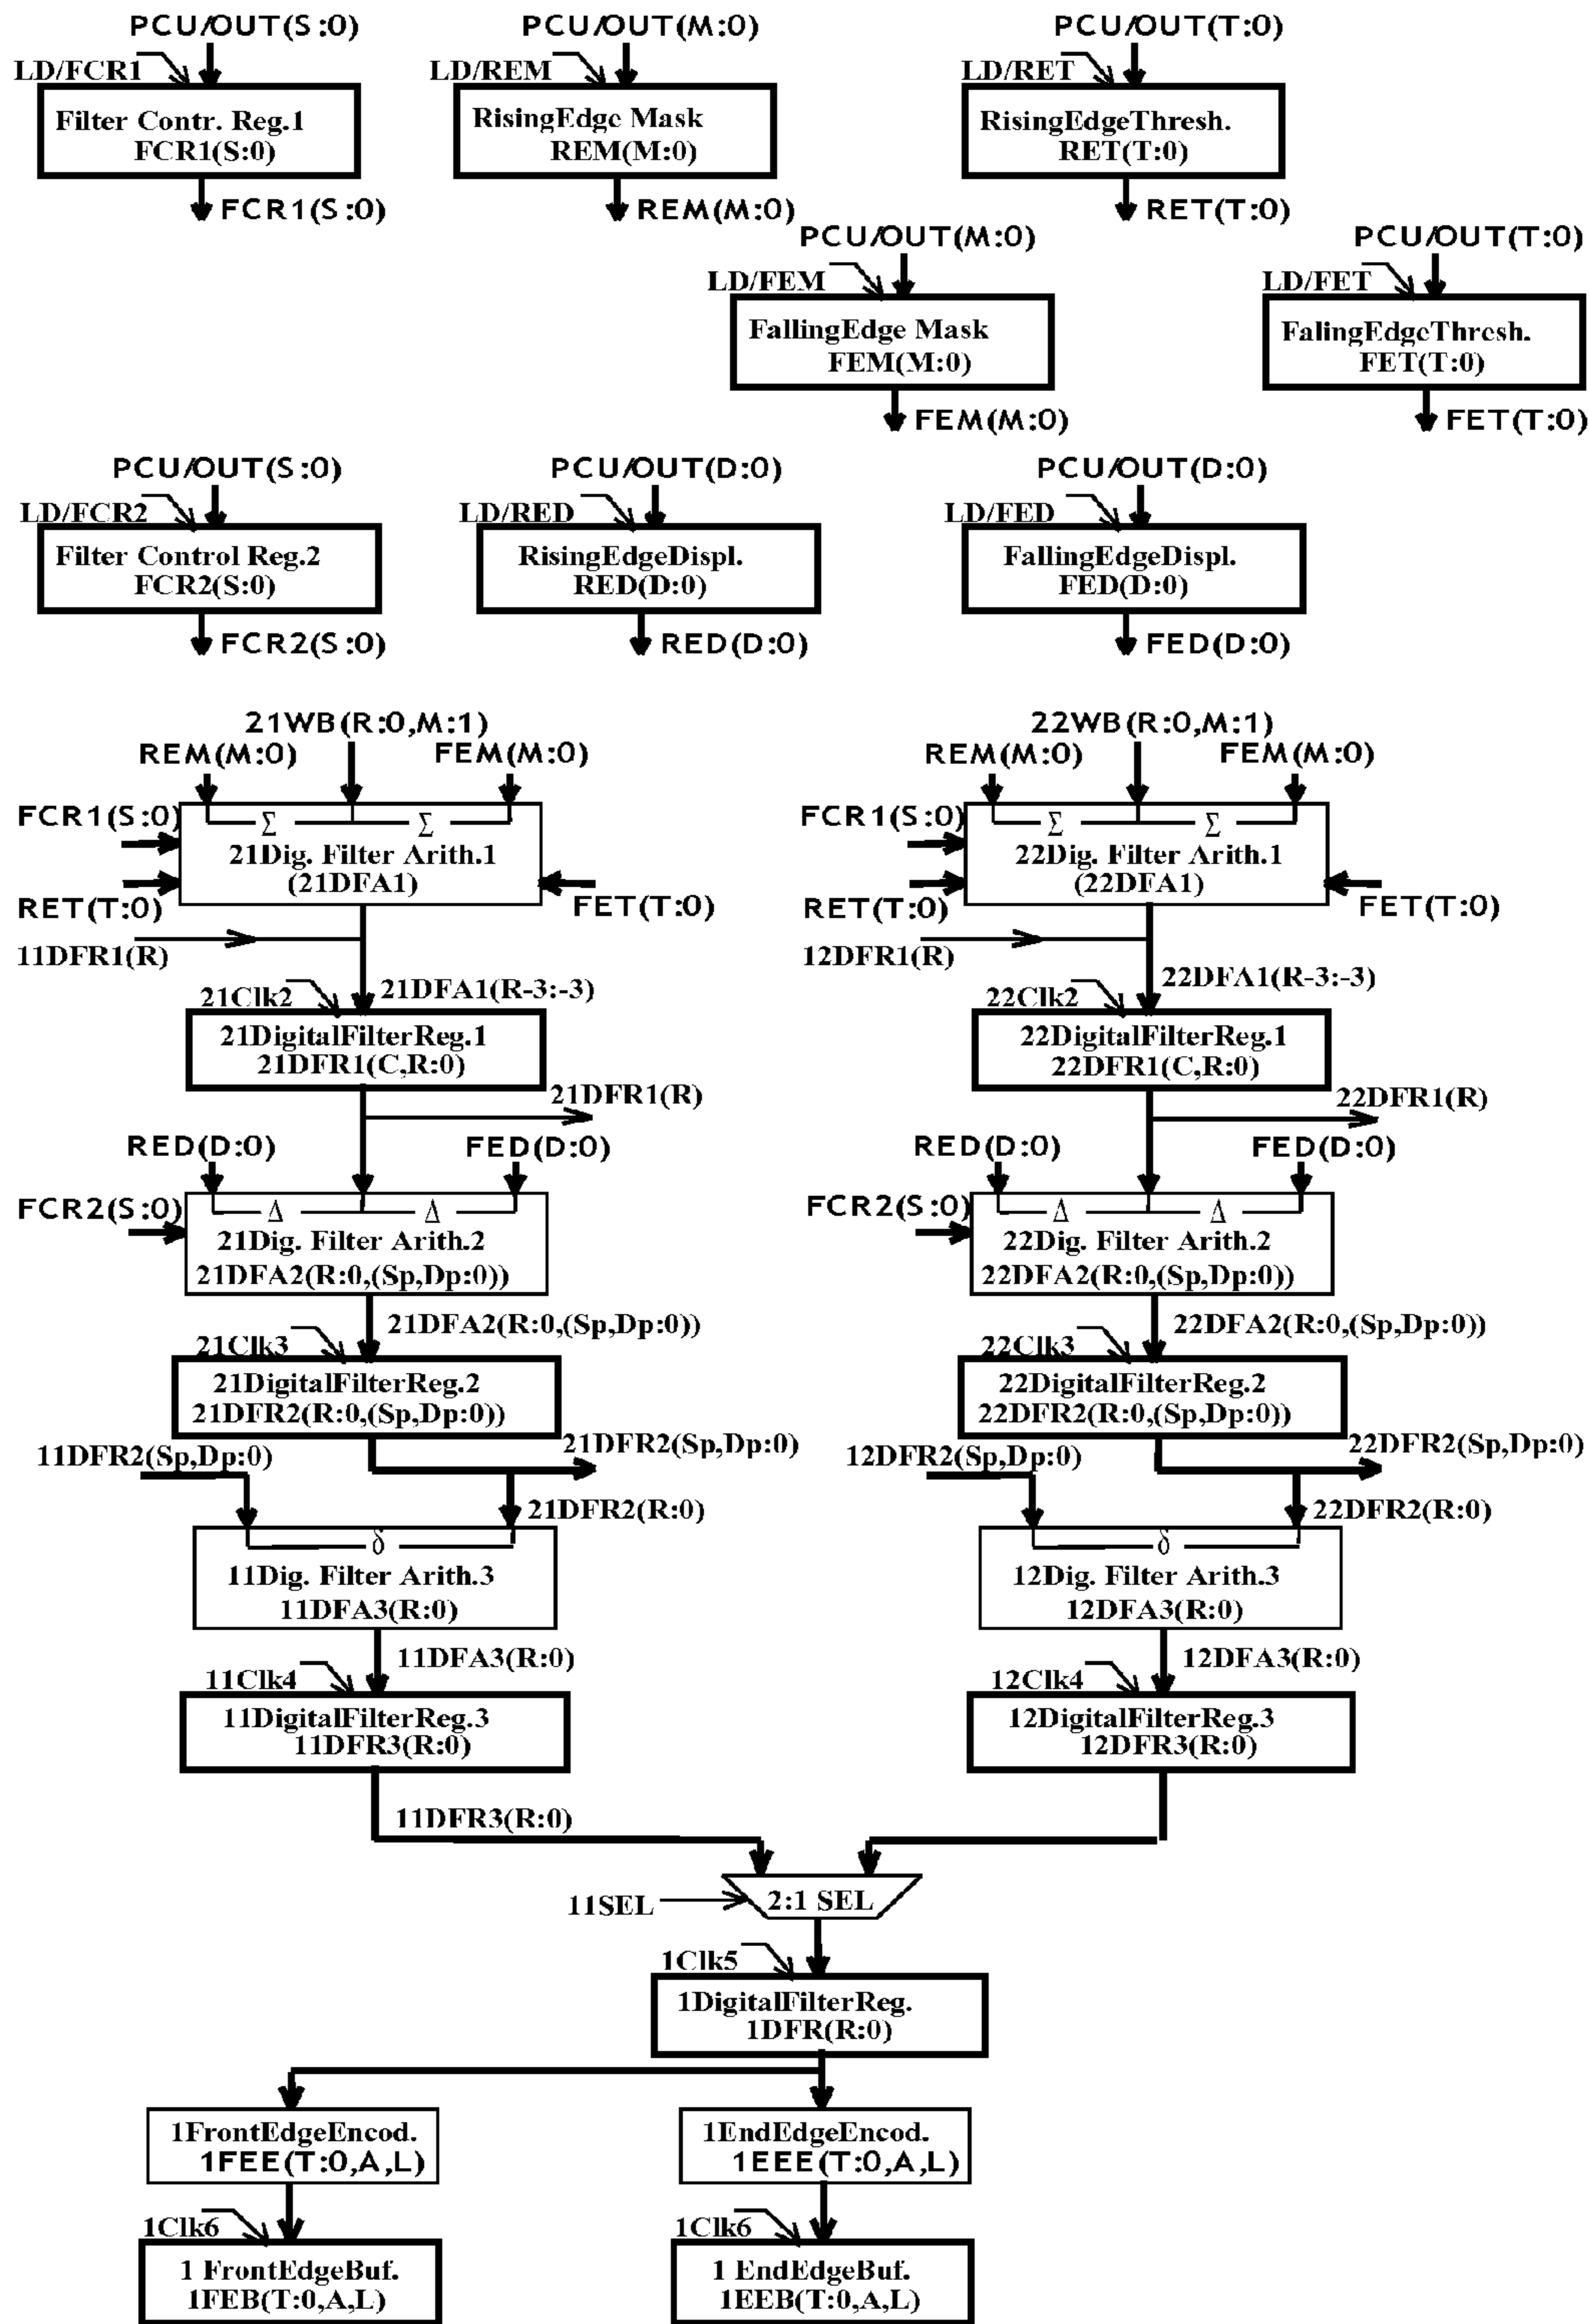 PCU/OUT(S:0)
PCU/OUT(M:0)
PCU/OUT(T:0)
LD/FCR1
LD/REM
LD/RET
Filter Contr. Reg.1
FCR1(S:0)
RisingEdge Mask
REM(M:0)
RisingEdgeThresh.
RET(T:0)
FCR1(S:0)
REM(M:0)
RET(T:0)
PCU/OUT(M:0)
PCU/OUT(T:0)
LD/FEM
LD/FET
FallingEdge Mask
FEM(M:0)
FalingEdgeThresh.
FET(T:0)
FEM(M:0)
FET(T:0)
PCU/OUT(S:0)
PCU/OUT(D:0)
PCU/OUT(D:0)
LD/FCR2
LD/RED
LD/FED
Filter Control Reg.2
FCR2(S:0)
RisingEdgeDispl.
RED(D:0)
FallingEdgeDispl.
FED(D:0)
FCR2(S:0)
RED(D:0)
FED(D:0)
21WB(R:0,M:1)
REM(M:0)
FEM(M:0)
FCR1(S:0)
Σ
Σ
21Dig. Filter Arith.1
(21DFA1)
RET(T:0)
FET(T:0)
11DFR1(R)
21DFA1(R-3:-3)
21Clk2
21DigitalFilterReg.1
21DFR1(C,R:0)
21DFR1(R)
RED(D:0)
FED(D:0)
FCR2(S:0)
Δ
Δ
21Dig. Filter Arith.2
21DFA2(R:0,(Sp,Dp:0))
21DFA2(R:0,(Sp,Dp:0))
21Clk3
21DigitalFilterReg.2
21DFR2(R:0,(Sp,Dp:0))
11DFR2(Sp,Dp:0)
21DFR2(Sp,Dp:0)
21DFR2(R:0)
δ
11Dig. Filter Arith.3
11DFA3(R:0)
11DFA3(R:0)
11Clk4
11DigitalFilterReg.3
11DFR3(R:0)
11DFR3(R:0)
22WB(R:0,M:1)
REM(M:0)
FEM(M:0)
FCR1(S:0)
Σ
Σ
22Dig. Filter Arith.1
(22DFA1)
RET(T:0)
FET(T:0)
12DFR1(R)
22DFA1(R-3:-3)
22Clk2
22DigitalFilterReg.1
22DFR1(C,R:0)
22DFR1(R)
RED(D:0)
FED(D:0)
FCR2(S:0)
Δ
Δ
22Dig. Filter Arith.2
22DFA2(R:0,(Sp,Dp:0))
22DFA2(R:0,(Sp,Dp:0))
22Clk3
22DigitalFilterReg.2
22DFR2(R:0,(Sp,Dp:0))
12DFR2(Sp,Dp:0)
22DFR2(Sp,Dp:0)
22DFR2(R:0)
δ
12Dig. Filter Arith.3
12DFA3(R:0)
12DFA3(R:0)
12Clk4
12DigitalFilterReg.3
12DFR3(R:0)
11SEL
2:1 SEL
1Clk5
1DigitalFilterReg.
1DFR(R:0)
1FrontEdgeEncod.
1FEE(T:0,A,L)
1EndEdgeEncod.
1EEE(T:0,A,L)
1Clk6
1Clk6
1 FrontEdgeBuf.
1FEB(T:0,A,L)
1 EndEdgeBuf.
1EEB(T:0,A,L)